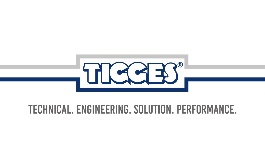 TIGGES®
TECHNICAL. ENGINEERING. SOLUTION. PERFORMANCE.